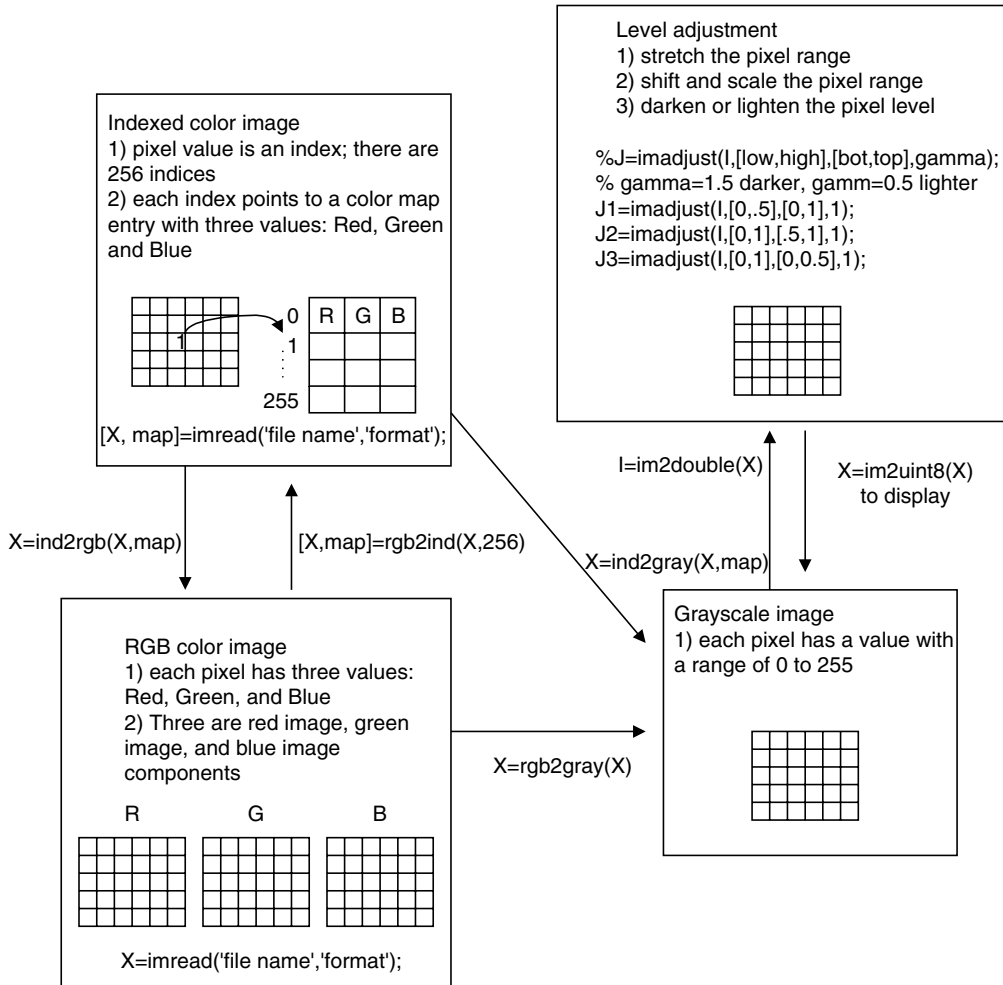 Level adjustment
1) stretch the pixel range
2) shift and scale the pixel range
3) darken or lighten the pixel level
%J=imadjust(I,[low,high],[bot,top],gamma);
% gamma=1.5 darker, gamm=0.5 lighter
J1=imadjust(I,[0,.5],[0,1],1);
J2=imadjust(I,[0,1],[.5,1],1);
J3=imadjust(I,[0,1],[0,0.5],1);
Indexed color image
1) pixel value is an index; there are
256 indices
2) each index points to a color map
entry with three values: Red, Green
and Blue
0 R G B
1 1
255
[X, map]=imread('file name','format');
I=im2double(X)
X=im2uint8(X)
to display
X=ind2rgb(X,map)
[X,map]=rgb2ind(X,256)
X=ind2gray(X,map)
RGB color image
1) each pixel has three values:
Red, Green, and Blue
2) Three are red image, green
image, and blue image
components
R G B
X=imread('file name','format');
X=rgb2gray(X)
Grayscale image
1) each pixel has a value with
a range of 0 to 255